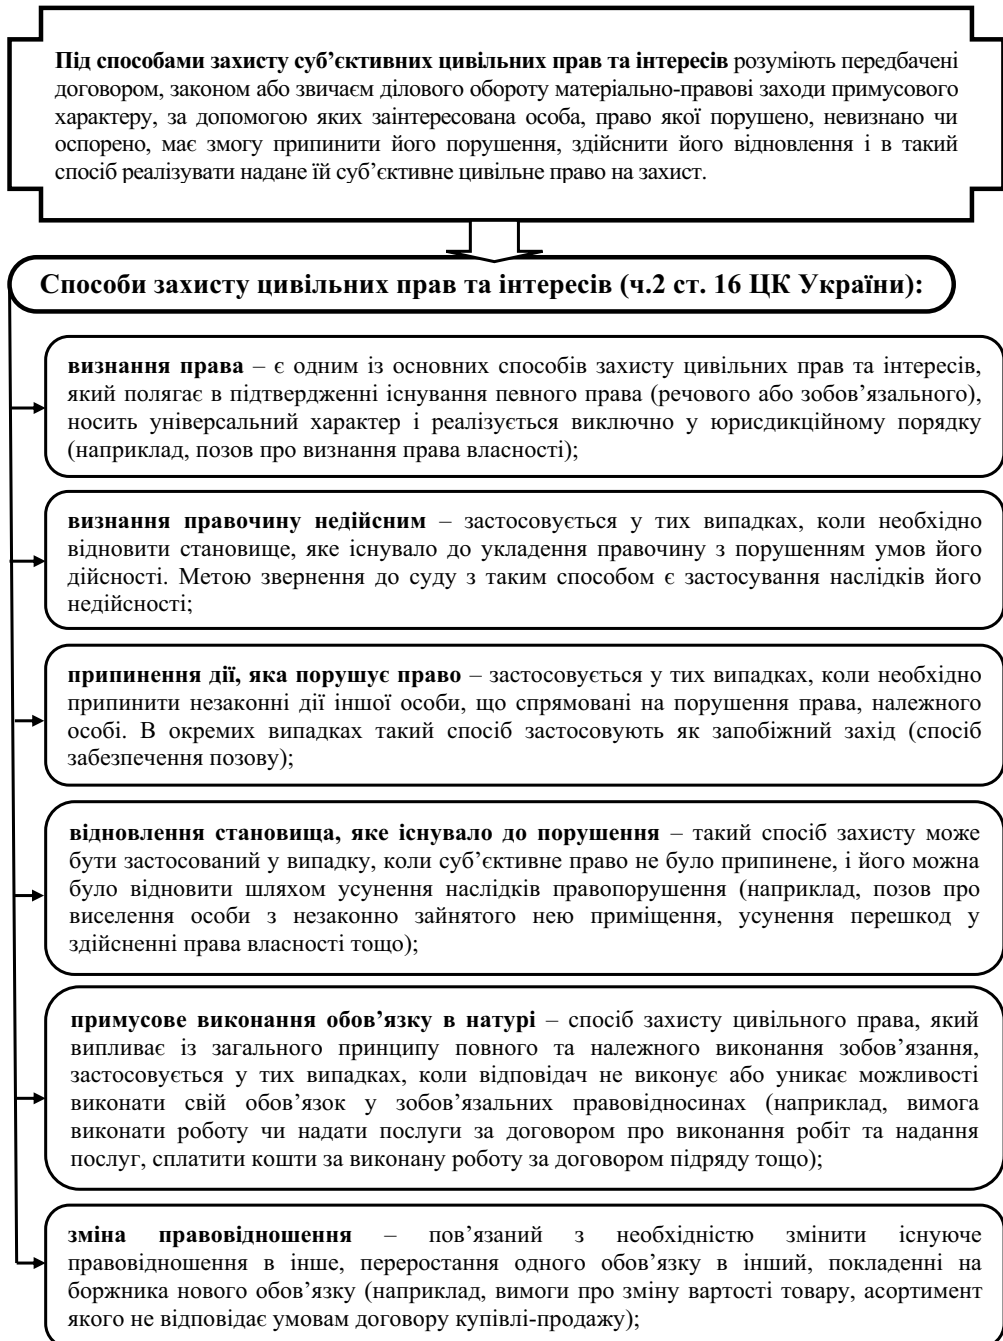 Під способами захисту суб’єктивних цивільних прав та інтересів розуміють передбачені
договором, законом або звичаєм ділового обороту матеріально-правові заходи примусового
характеру, за допомогою яких заінтересована особа, право якої порушено, невизнано чи
оспорено, має змогу припинити його порушення, здійснити його відновлення і в такий
спосіб реалізувати надане їй суб’єктивне цивільне право на захист.
Способи захисту цивільних прав та інтересів (ч.2 ст. 16 ЦК України):
визнання права – є одним із основних способів захисту цивільних прав та інтересів,
який полягає в підтвердженні існування певного права (речового або зобов’язального),
носить універсальний характер і реалізується виключно у юрисдикційному порядку
(наприклад, позов про визнання права власності);
визнання правочину недійсним – застосовується у тих випадках, коли необхідно
відновити становище, яке існувало до укладення правочину з порушенням умов його
дійсності. Метою звернення до суду з таким способом є застосування наслідків його
недійсності;
припинення дії, яка порушує право – застосовується у тих випадках, коли необхідно
припинити незаконні дії іншої особи, що спрямовані на порушення права, належного
особі. В окремих випадках такий спосіб застосовують як запобіжний захід (спосіб
забезпечення позову);
відновлення становища, яке існувало до порушення – такий спосіб захисту може
бути застосований у випадку, коли суб’єктивне право не було припинене, і його можна
було відновити шляхом усунення наслідків правопорушення (наприклад, позов про
виселення особи з незаконно зайнятого нею приміщення, усунення перешкод у
здійсненні права власності тощо);
примусове виконання обов’язку в натурі – спосіб захисту цивільного права, який
випливає із загального принципу повного та належного виконання зобов’язання,
застосовується у тих випадках, коли відповідач не виконує або уникає можливості
виконати свій обов’язок у зобов’язальних правовідносинах (наприклад, вимога
виконати роботу чи надати послуги за договором про виконання робіт та надання
послуг, сплатити кошти за виконану роботу за договором підряду тощо);
зміна правовідношення – пов’язаний з необхідністю змінити існуюче
правовідношення в інше, переростання одного обов’язку в інший, покладенні на
боржника нового обов’язку (наприклад, вимоги про зміну вартості товару, асортимент
якого не відповідає умовам договору купівлі-продажу);